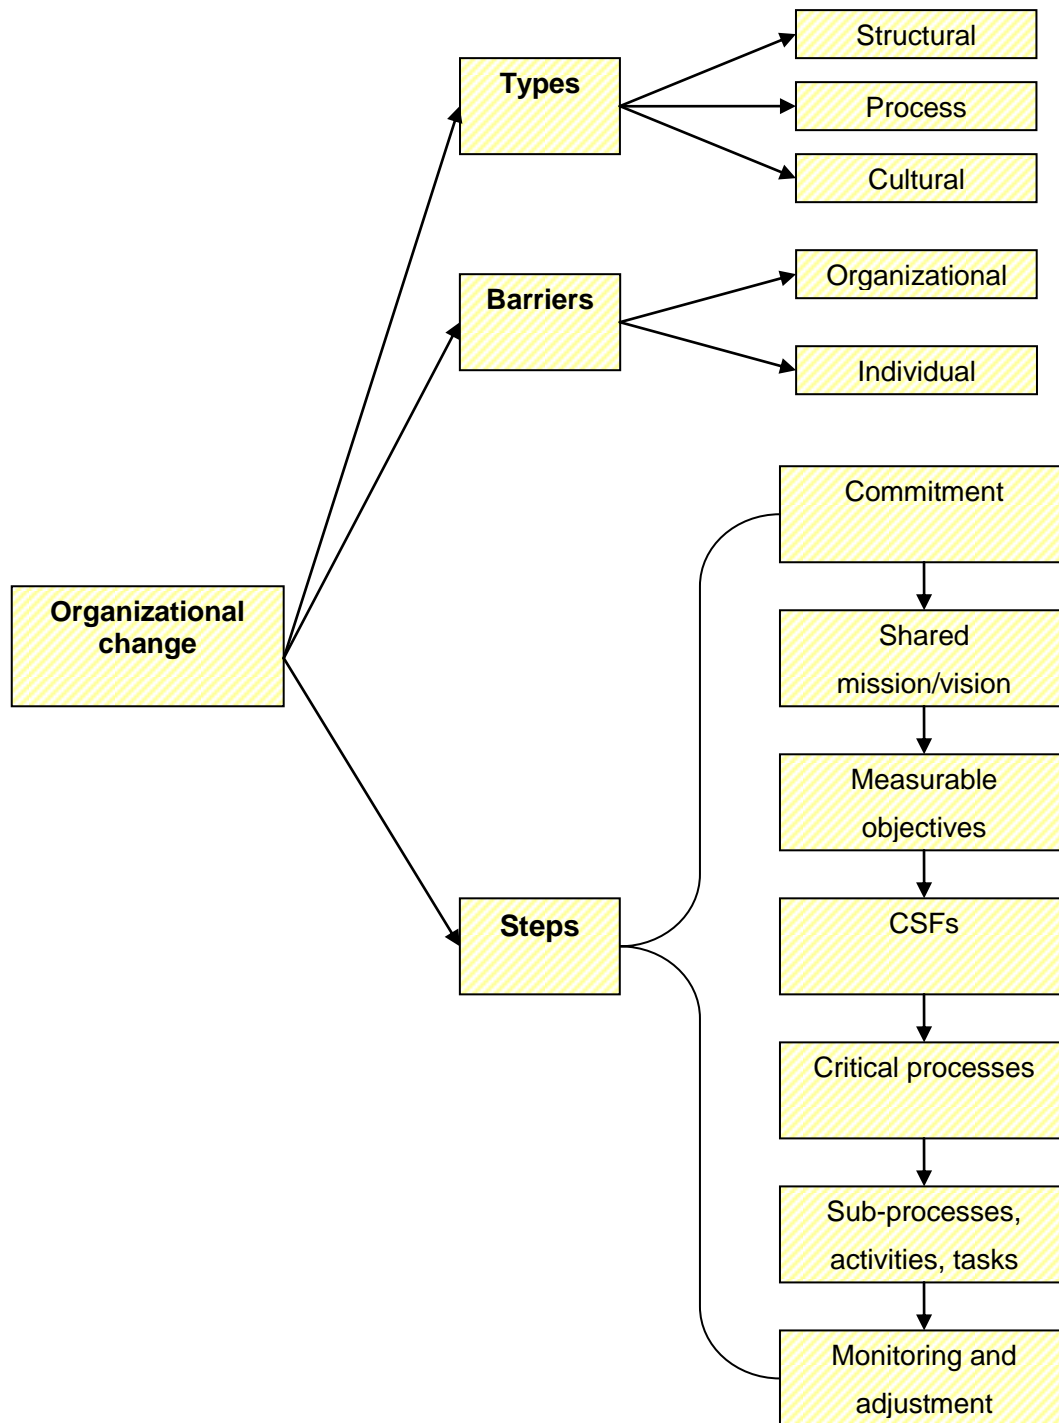 Structural
Types
Process
Cultural
Organizational
Barriers
Individual
Commitment
Organizational
change
Shared
mission/vision
Measurable
objectives
Steps
CSFs
Critical processes
Sub-processes,
activities, tasks
Monitoring and
adjustment